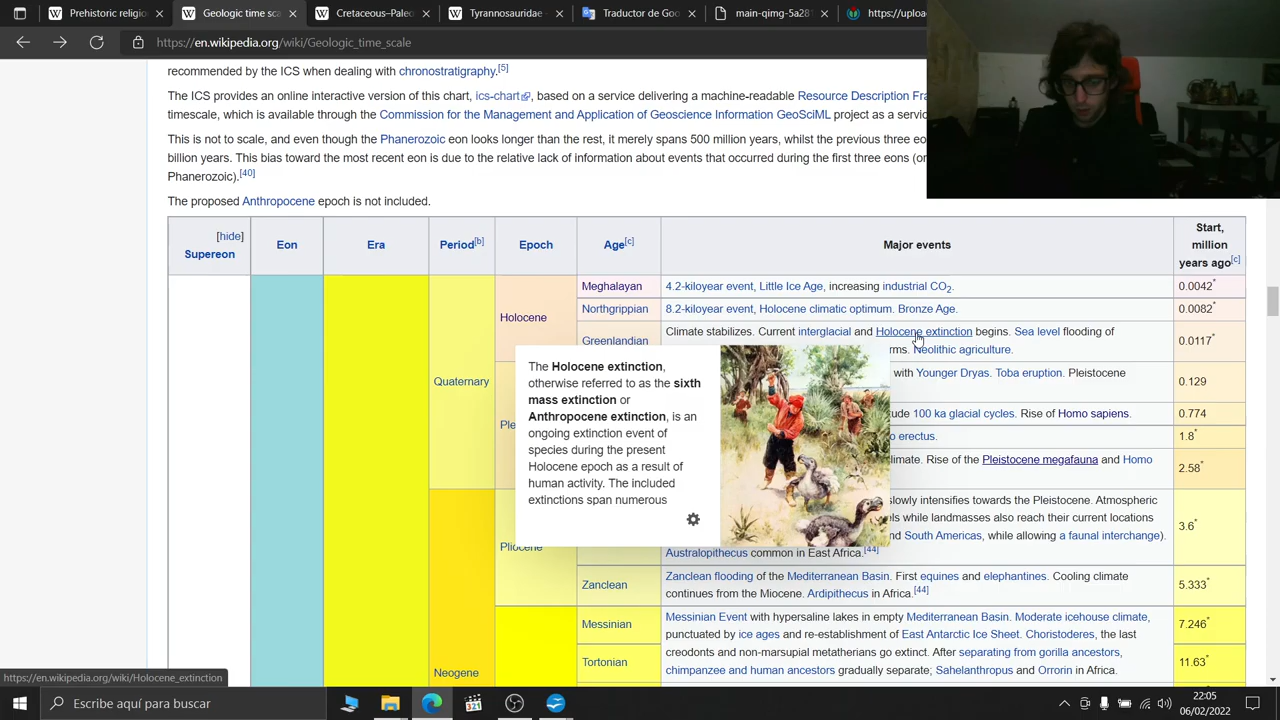 Prehistoric religio
Geologic time sca
Cretaceous–Paleo
Tyrannosauridae -
Traductor de Goo
main-qimg-5a281
https://upload
https://en.wikipedia.org/wiki/Geologic_time_scale
recommended by the ICS when dealing with chronostratigraphy.[5]
The ICS provides an online interactive version of this chart, ics-chart, based on a service delivering a machine-readable Resource Description Fra
timescale, which is available through the Commission for the Management and Application of Geoscience Information GeoSciML project as a servic
This is not to scale, and even though the Phanerozoic eon looks longer than the rest, it merely spans 500 million years, whilst the previous three eo
billion years. This bias toward the most recent eon is due to the relative lack of information about events that occurred during the first three eons (or
Phanerozoic).[40]
The proposed Anthropocene epoch is not included.
[hide]
Supereon
Eon
Era
Period[b]
Epoch
Age[c]
Major events
Start,
million
years ago[c]
Meghalayan
4.2-kiloyear event, Little Ice Age, increasing industrial CO2.
0.0042*
Holocene
Northgrippian
8.2-kiloyear event, Holocene climatic optimum. Bronze Age.
0.0082*
Greenlandian
Climate stabilizes. Current interglacial and Holocene extinction begins. Sea level flooding of
rms. Neolithic agriculture.
0.0117*
Quaternary
with Younger Dryas. Toba eruption. Pleistocene
0.129
ude 100 ka glacial cycles. Rise of Homo sapiens.
0.774
Ple
o erectus.
1.8*
limate. Rise of the Pleistocene megafauna and Homo
2.58*
The Holocene extinction,
otherwise referred to as the sixth
mass extinction or
Anthropocene extinction, is an
ongoing extinction event of
species during the present
Holocene epoch as a result of
human activity. The included
extinctions span numerous
Pliocene
slowly intensifies towards the Pleistocene. Atmospheric
ls while landmasses also reach their current locations
nd South Americas, while allowing a faunal interchange).
Australopithecus common in East Africa.[44]
3.6*
Zanclean
Zanclean flooding of the Mediterranean Basin. First equines and elephantines. Cooling climate
continues from the Miocene. Ardipithecus in Africa.[44]
5.333*
Neogene
Messinian
Messinian Event with hypersaline lakes in empty Mediterranean Basin. Moderate icehouse climate,
punctuated by ice ages and re-establishment of East Antarctic Ice Sheet. Choristoderes, the last
7.246*
Tortonian
creodonts and non-marsupial metatherians go extinct. After separating from gorilla ancestors,
chimpanzee and human ancestors gradually separate; Sahelanthropus and Orrorin in Africa.
11.63*
https://en.wikipedia.org/wiki/Holocene_extinction
Escribe aquí para buscar
22:05
06/02/2022